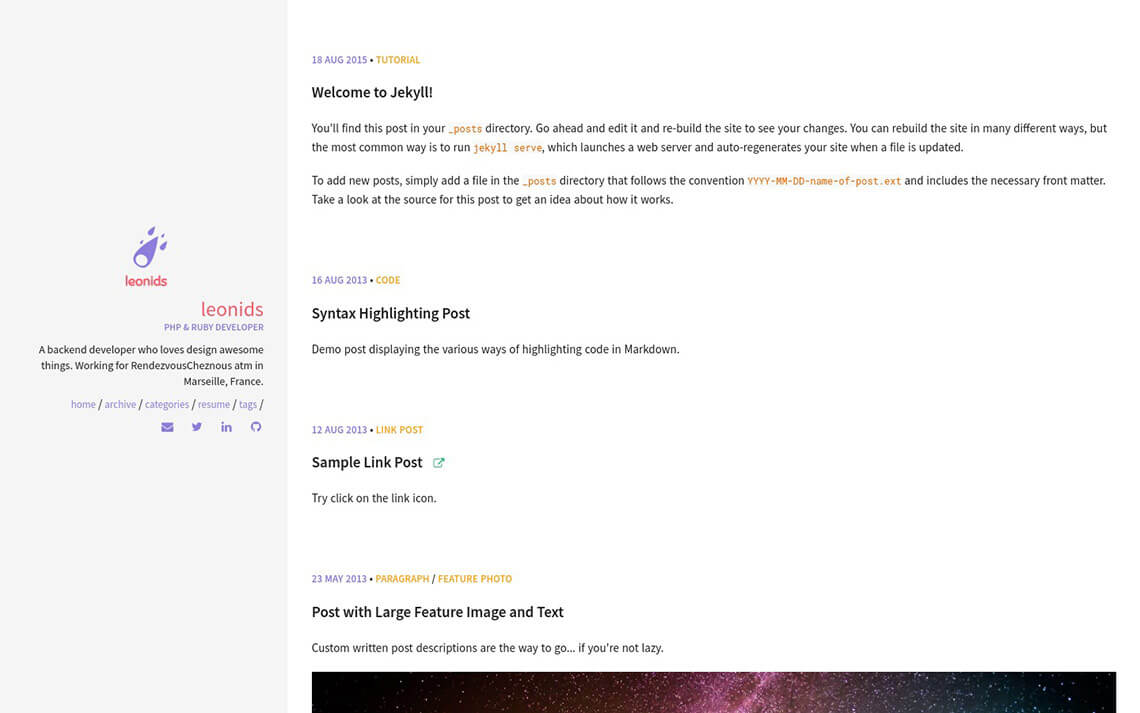 leonids
leonids
PHP & RUBY DEVELOPER
A backend developer who loves design awesome
things. Working for RendezvousCheznous atm in
Marseille, France.
home / archive / categories / resume / tags /
18 AUG 2015 • TUTORIAL
Welcome to Jekyll!
You'll find this post in your _posts directory. Go ahead and edit it and re-build the site to see your changes. You can rebuild the site in many different ways, but
the most common way is to run jekyll serve, which launches a web server and auto-regenerates your site when a file is updated.
To add new posts, simply add a file in the _posts directory that follows the convention YYYY-MM-DD-name-of-post.ext and includes the necessary front matter.
Take a look at the source for this post to get an idea about how it works.
16 AUG 2013 • CODE
Syntax Highlighting Post
Demo post displaying the various ways of highlighting code in Markdown.
12 AUG 2013 • LINK POST
Sample Link Post
Try click on the link icon.
23 MAY 2013 • PARAGRAPH / FEATURE PHOTO
Post with Large Feature Image and Text
Custom written post descriptions are the way to go... if you're not lazy.